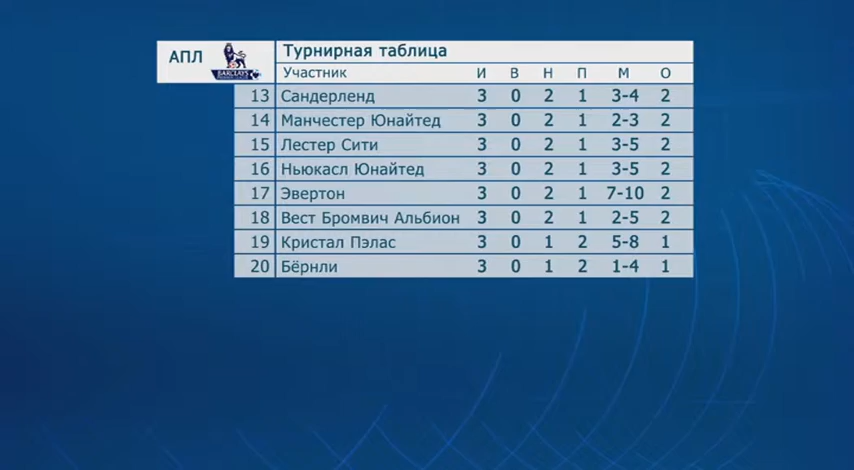 АПЛ
BARCLAYS
Турнирная таблица
Участник И В Н П М О
13 Сандерленд 3 0 2 1 3-4 2
14 Манчестер Юнайтед 3 0 2 1 2-3 2
15 Лестер Сити 3 0 2 1 3-5 2
16 Ньюкасл Юнайтед 3 0 2 1 3-5 2
17 Эвертон 3 0 2 1 7-10 2
18 Вест Бромвич Альбион 3 0 2 1 2-5 2
19 Кристал Пэлас 3 0 1 2 5-8 1
20 Бёрнли 3 0 1 2 1-4 1